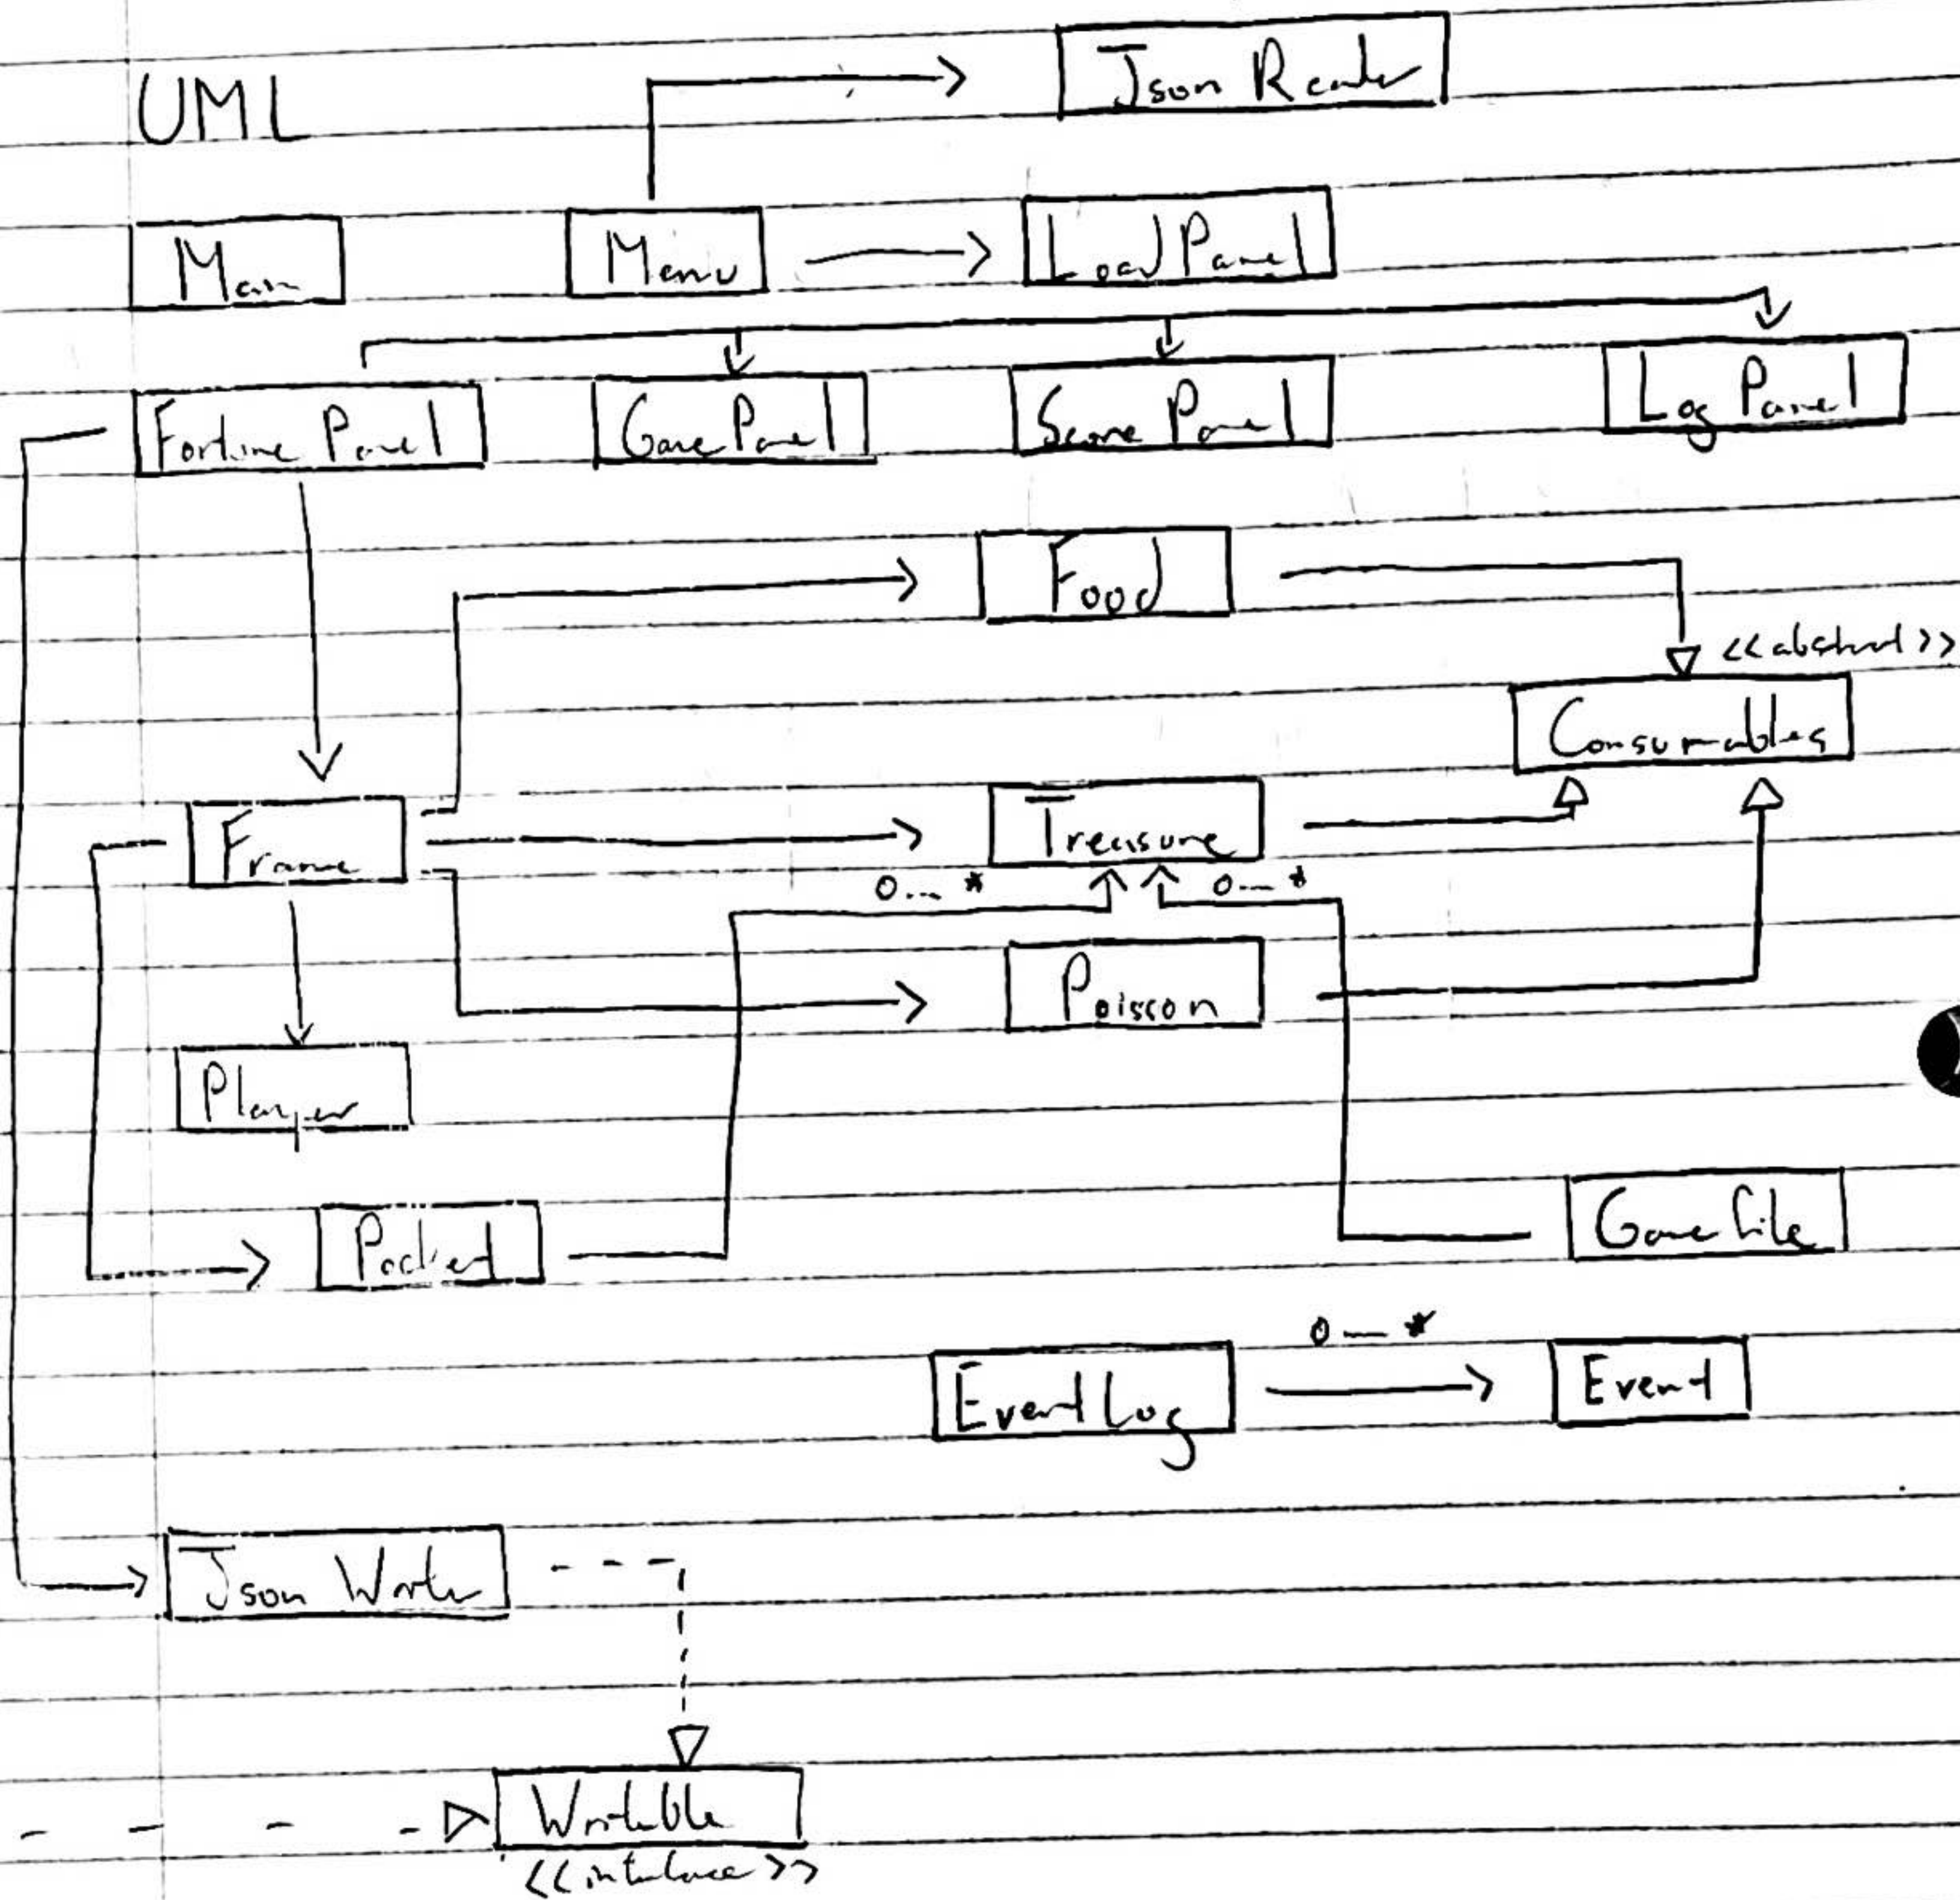 UML
Json Reader
Main
Menu
Load Panel
Fortune Panel
Game Panel
Score Panel
Log Panel
Food
<<abstract>>
Consumables
Frame
Treasure
0...*
0...*
Poisson
Player
Pocket
Game file
0...*
Event Log
Event
Json Writer
Writable
<<interface>>